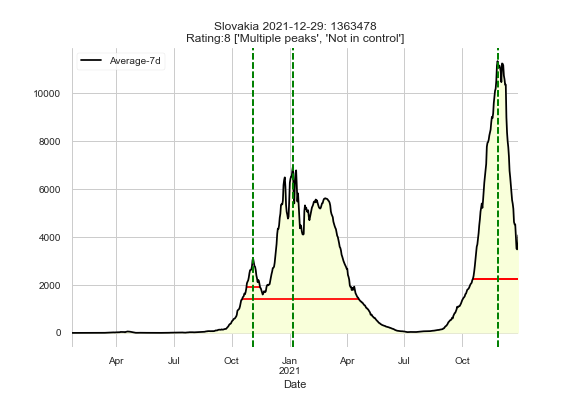 Slovakia 2021-12-29: 1363478
Rating:8 ['Multiple peaks', 'Not in control']
Average-7d
10000
8000
6000
4000
2000
0
Apr Jul Oct Jan Apr Jul Oct
2021
Date